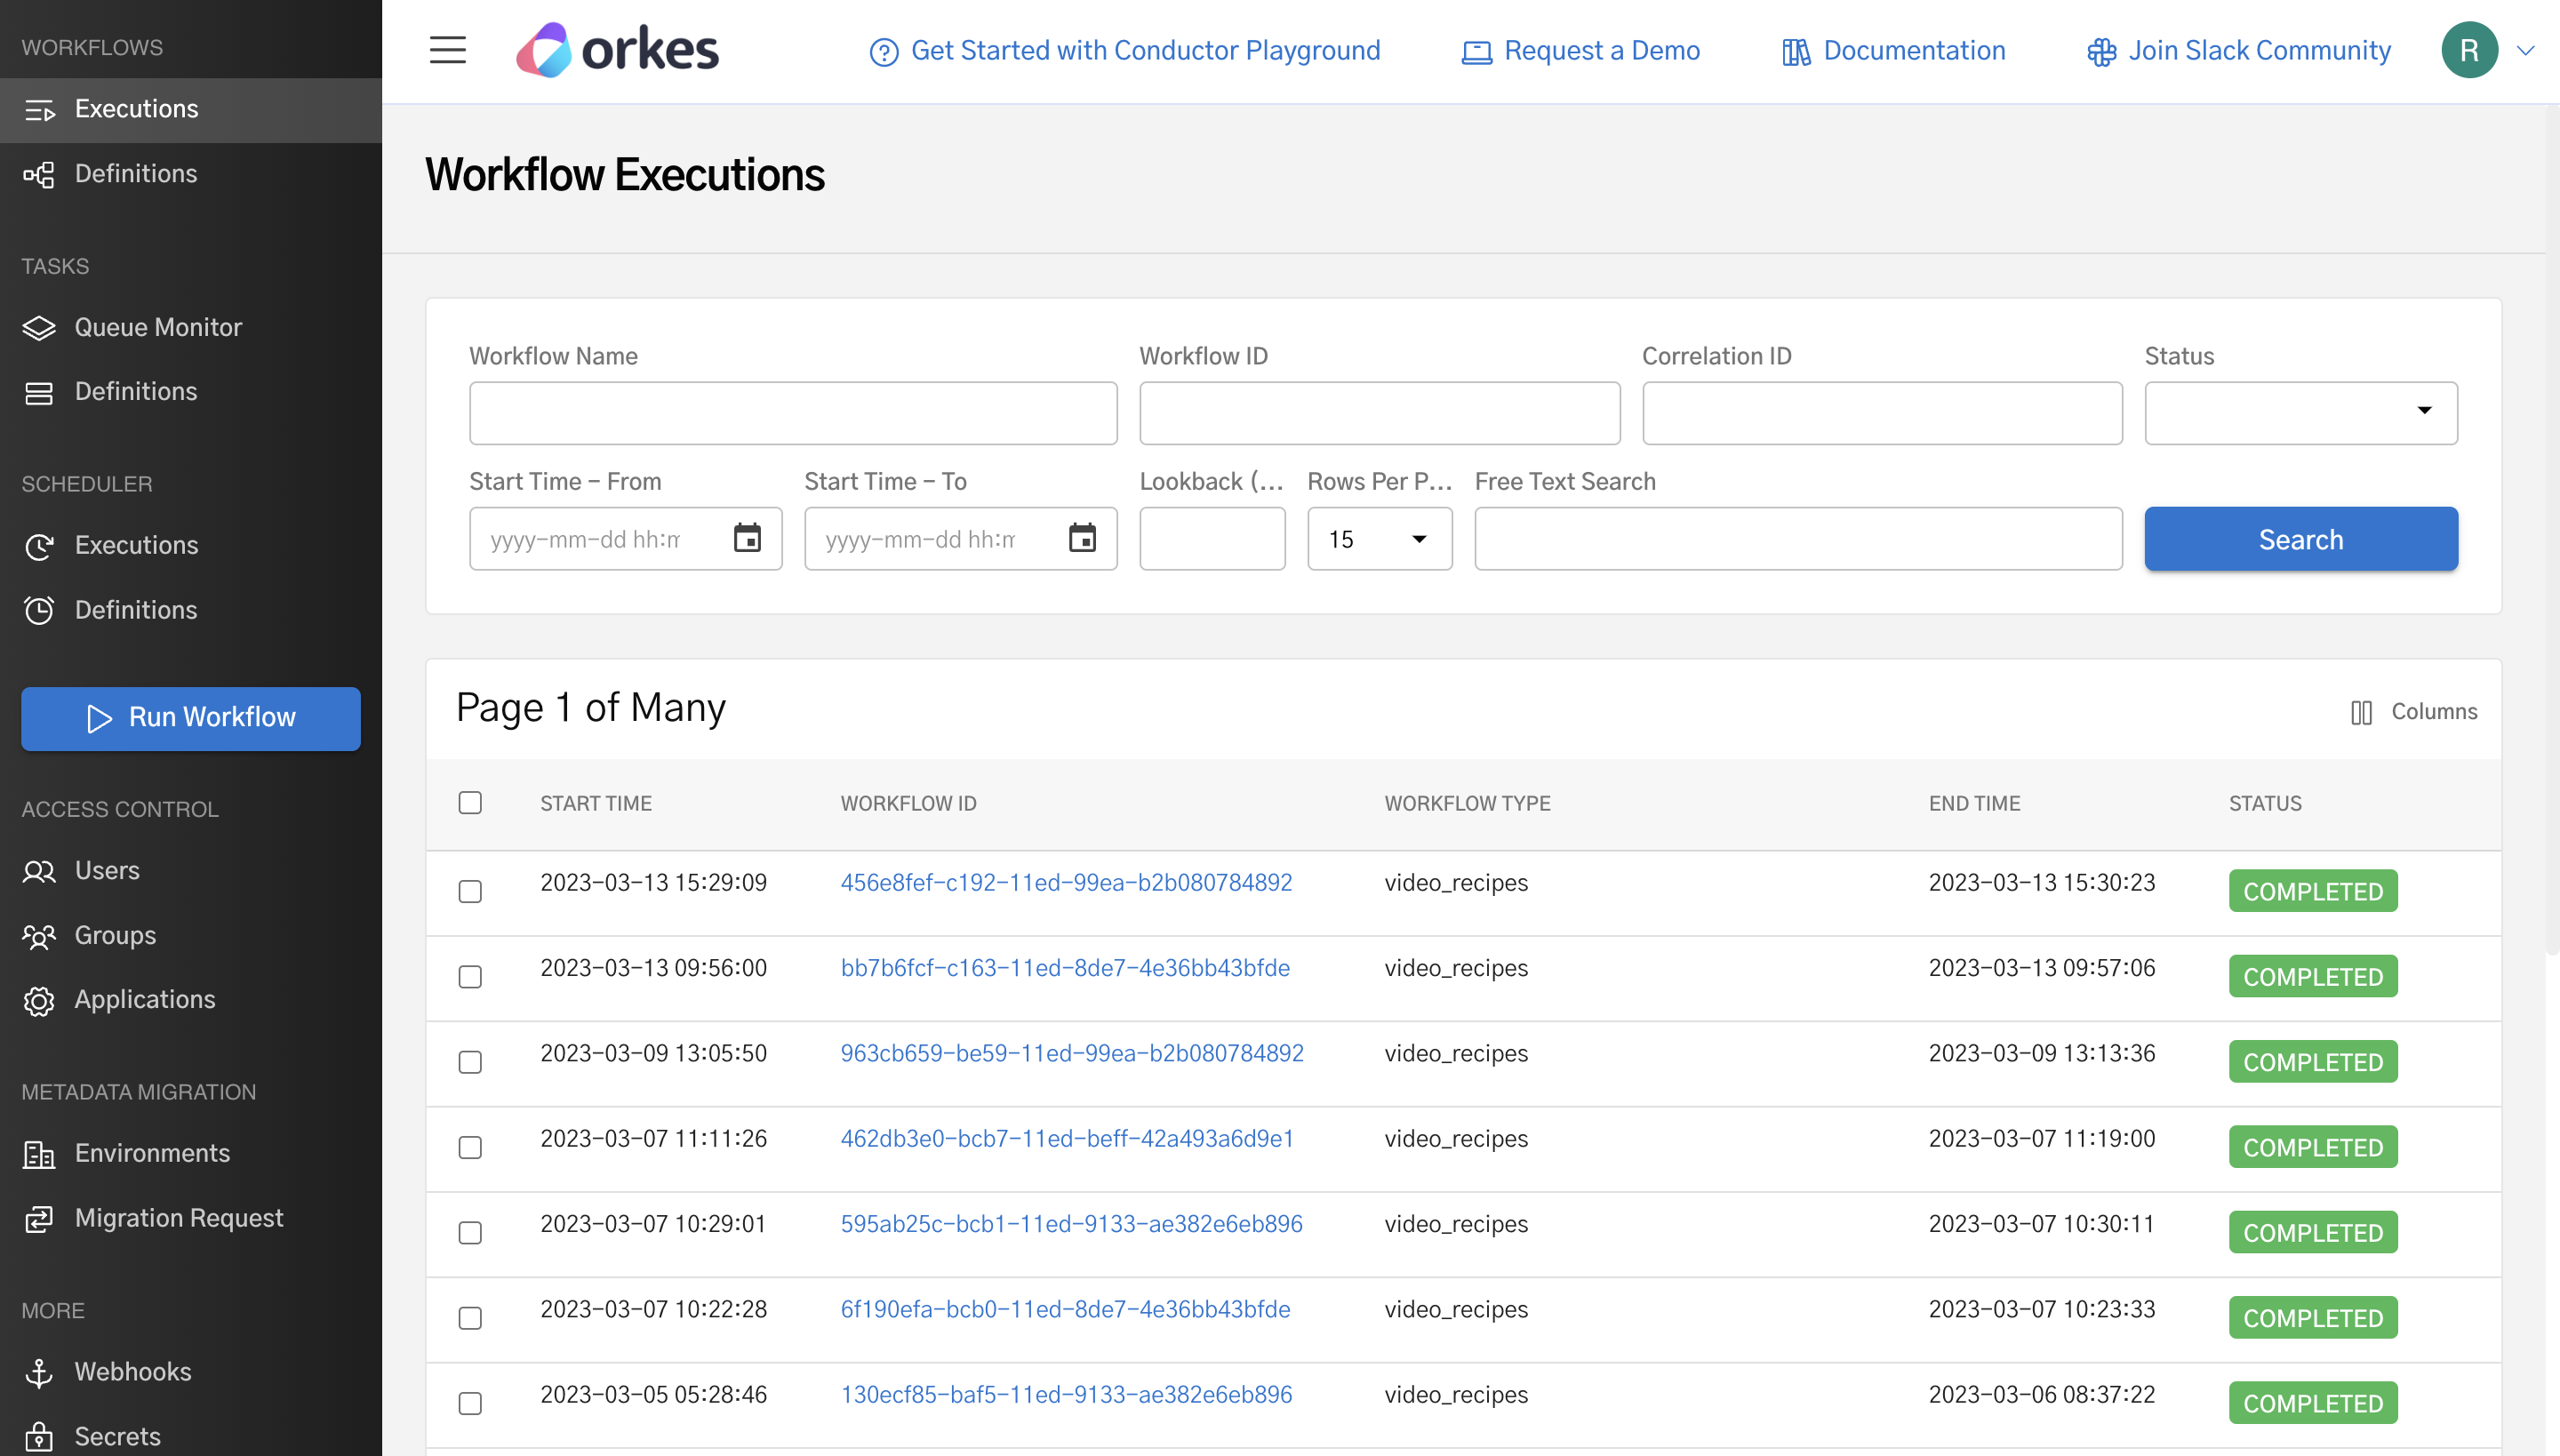 WORKFLOWS
Executions
Definitions
TASKS
Queue Monitor
Definitions
SCHEDULER
Executions
Definitions
Run Workflow
ACCESS CONTROL
Users
Groups
Applications
METADATA MIGRATION
Environments
Migration Request
MORE
Webhooks
Secrets
orkes
Get Started with Conductor Playground
Request a Demo
Documentation
Join Slack Community
R
Workflow Executions
Workflow Name
Workflow ID
Correlation ID
Status
Start Time – From
Start Time – To
Lookback (...
Rows Per P...
Free Text Search
yyyy-mm-dd hh:m
yyyy-mm-dd hh:m
15
Search
Page 1 of Many
Columns
START TIME WORKFLOW ID WORKFLOW TYPE END TIME STATUS
2023-03-13 15:29:09 456e8fef-c192-11ed-99ea-b2b080784892 video_recipes 2023-03-13 15:30:23 COMPLETED
2023-03-13 09:56:00 bb7b6fcf-c163-11ed-8de7-4e36bb43bfde video_recipes 2023-03-13 09:57:06 COMPLETED
2023-03-09 13:05:50 963cb659-be59-11ed-99ea-b2b080784892 video_recipes 2023-03-09 13:13:36 COMPLETED
2023-03-07 11:11:26 462db3e0-bcb7-11ed-beff-42a493a6d9e1 video_recipes 2023-03-07 11:19:00 COMPLETED
2023-03-07 10:29:01 595ab25c-bcb1-11ed-9133-ae382e6eb896 video_recipes 2023-03-07 10:30:11 COMPLETED
2023-03-07 10:22:28 6f190efa-bcb0-11ed-8de7-4e36bb43bfde video_recipes 2023-03-07 10:23:33 COMPLETED
2023-03-05 05:28:46 130ecf85-baf5-11ed-9133-ae382e6eb896 video_recipes 2023-03-06 08:37:22 COMPLETED